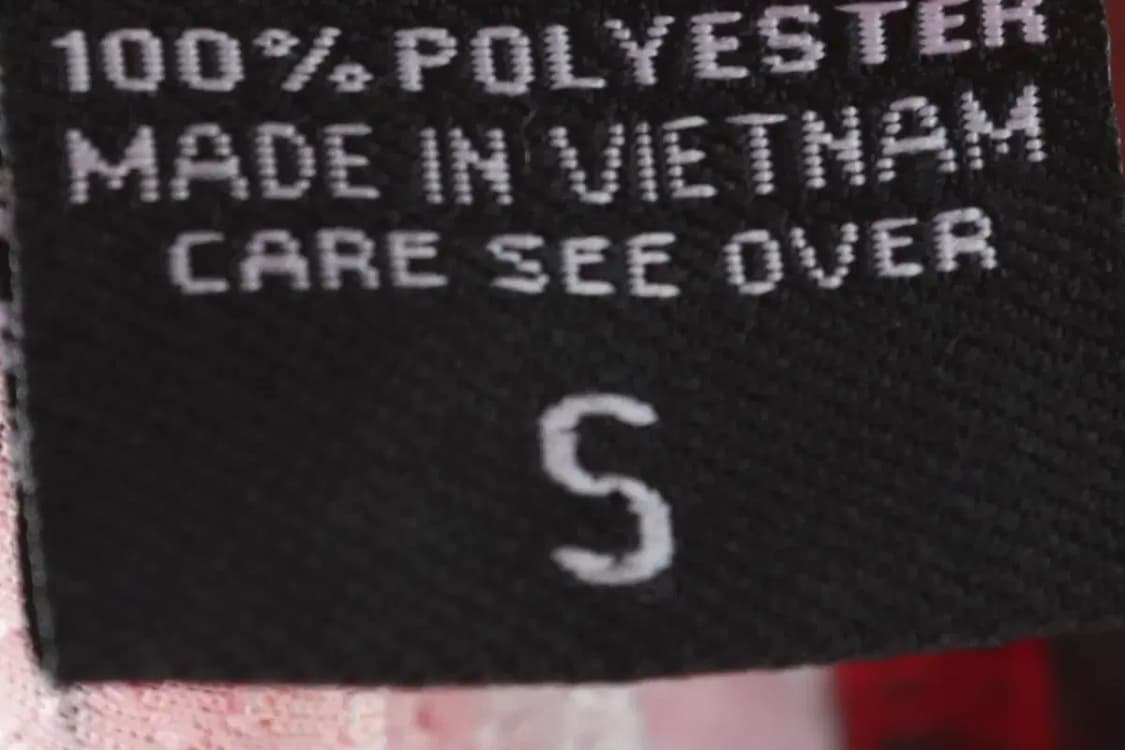 100% POLYESTER
MADE IN VIETNAM
CARE SEE OVER
S